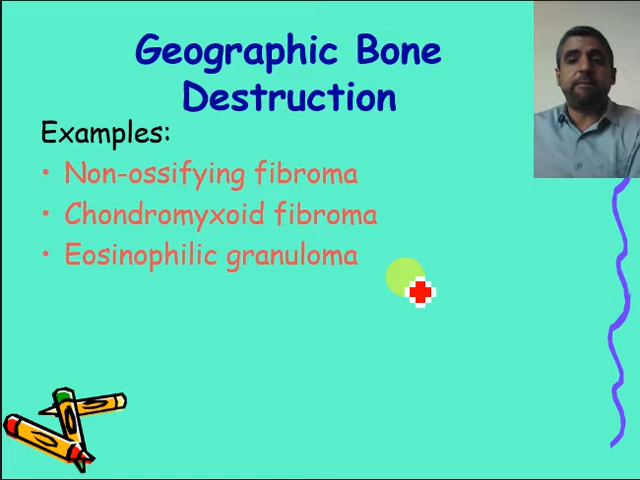 Geographic Bone
Destruction
Examples:
• Non-ossifying fibroma
• Chondromyxoid fibroma
• Eosinophilic granuloma